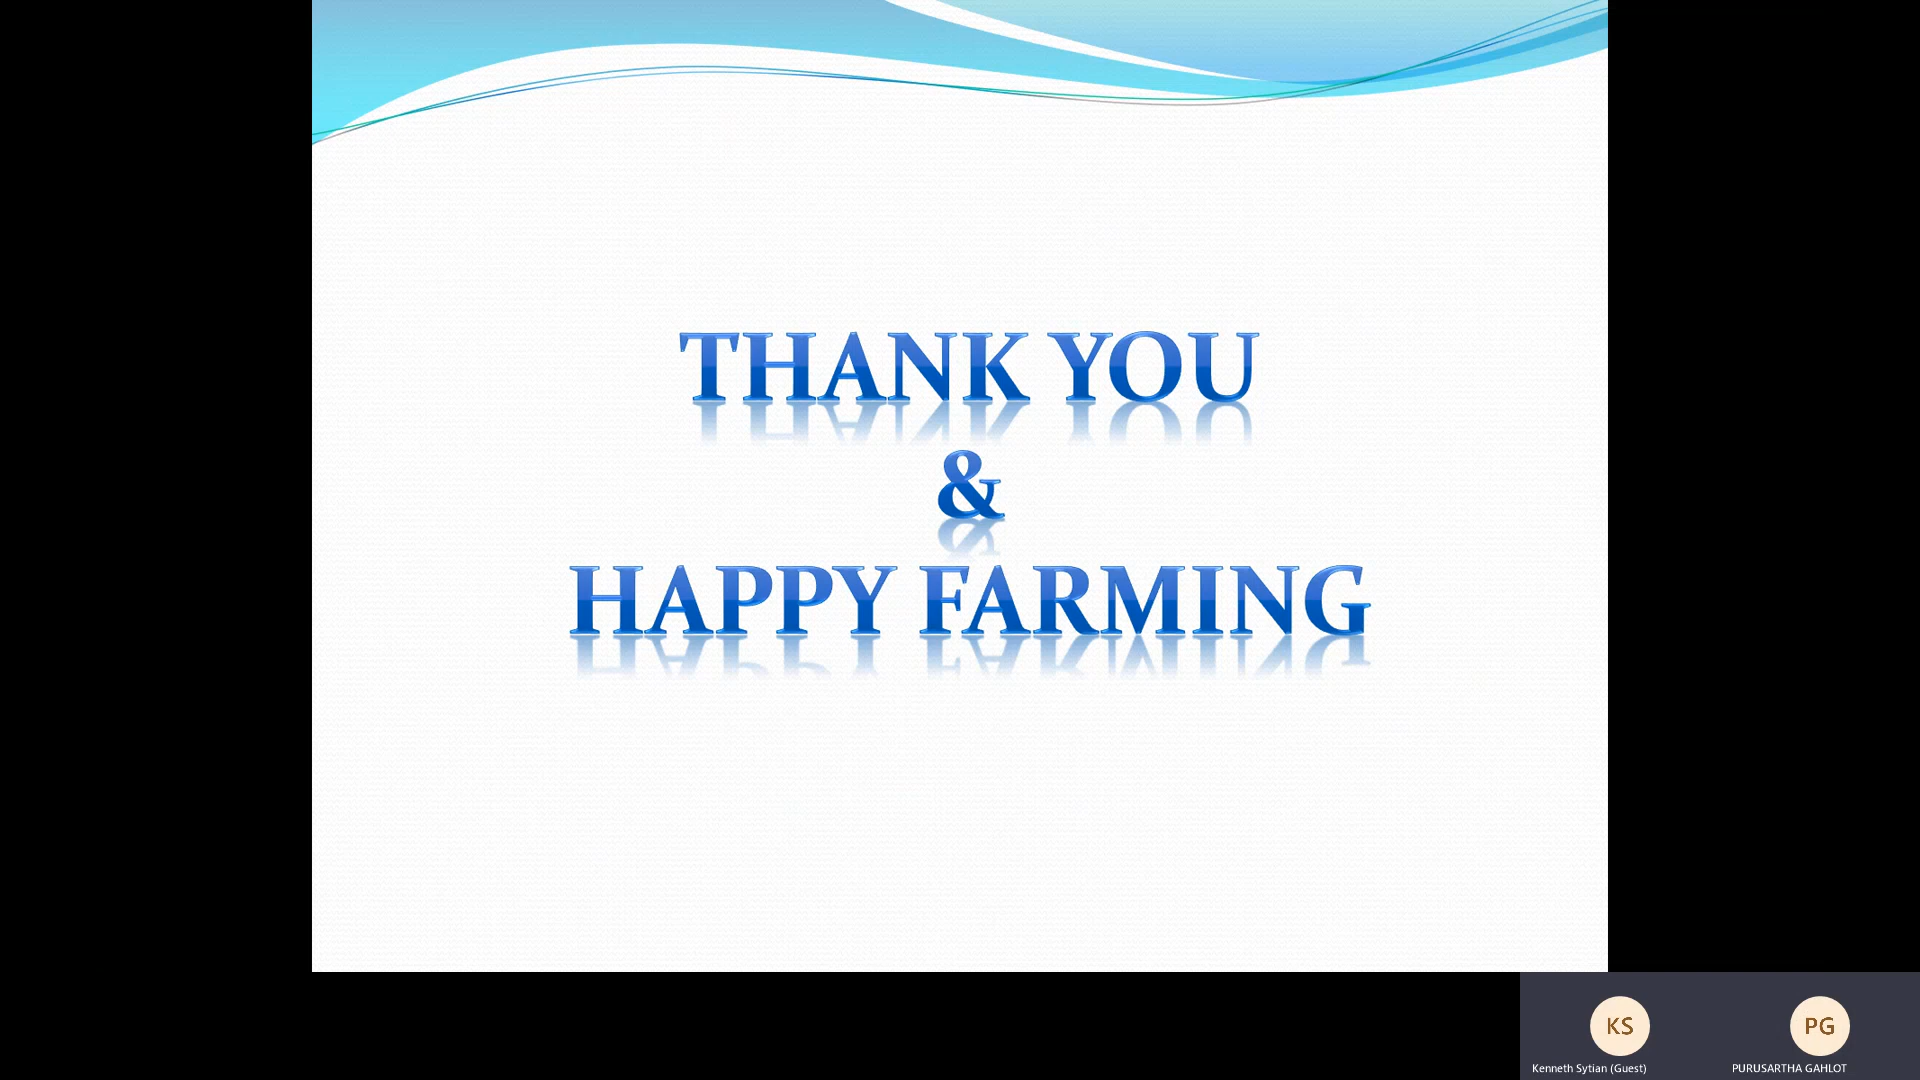 THANK YOU
&
HAPPY FARMING
KS
PG
Kenneth Sytian (Guest)
PURUSARTHA GAHLOT